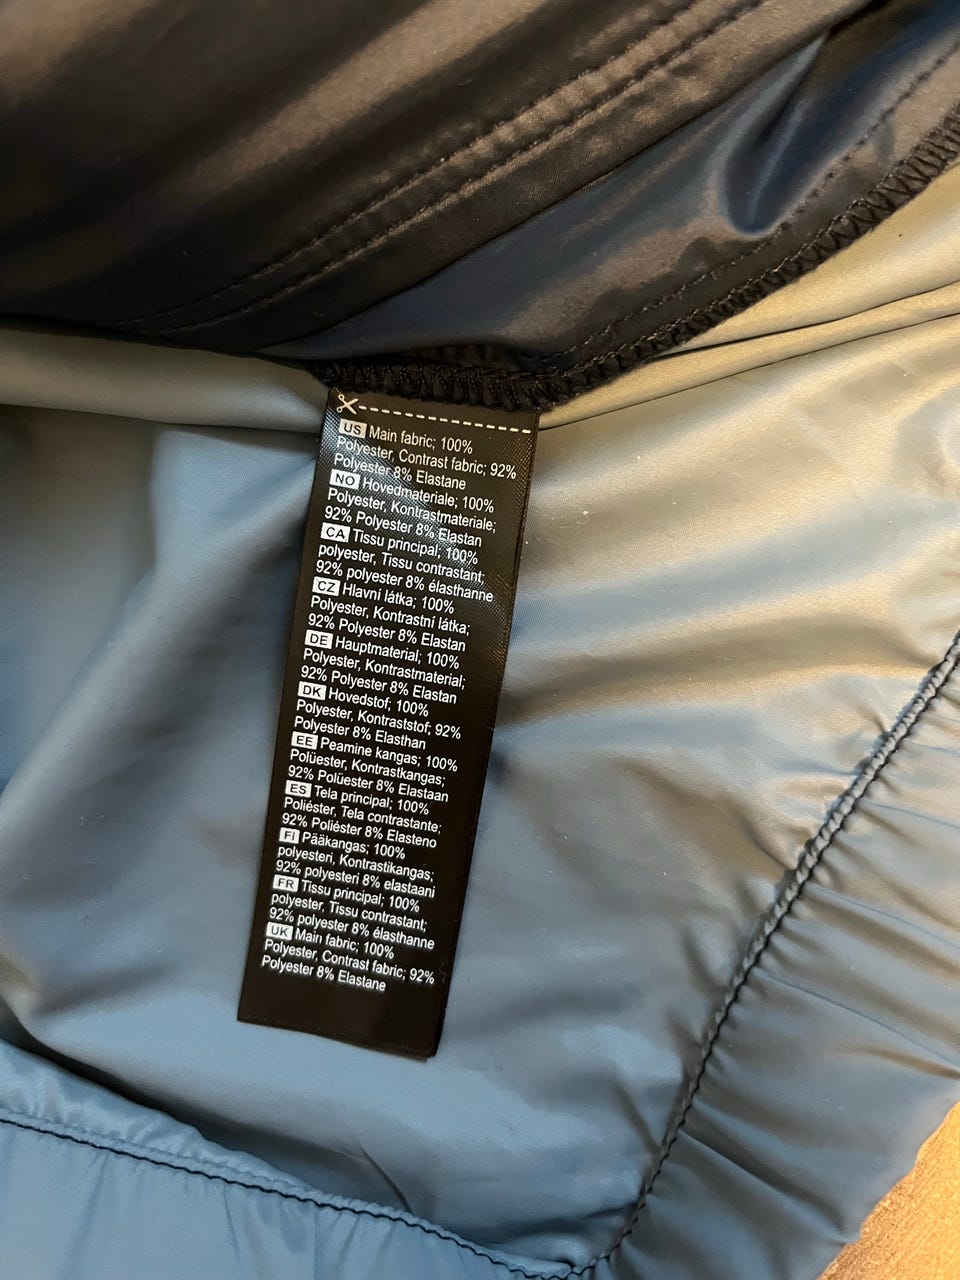 US Main fabric; 100%
Polyester, Contrast fabric; 92%
Polyester 8% Elastane
NO Hovedmateriale; 100%
Polyester, Kontrastmateriale;
92% Polyester 8% Elastan
CA Tissu principal; 100%
polyester, Tissu contrastant;
92% polyester 8% élasthanne
CZ Hlavní látka; 100%
Polyester, Kontrastní látka;
92% Polyester 8% Elastan
DE Hauptmaterial; 100%
Polyester, Kontrastmaterial;
92% Polyester 8% Elastan
DK Hovedstof; 100%
Polyester, Kontraststof; 92%
Polyester 8% Elasthan
EE Peamine kangas; 100%
Polüester, Kontrastkangas;
92% Polüester 8% Elastaan
ES Tela principal; 100%
Poliéster, Tela contrastante;
92% Poliéster 8% Elasteno
FI Pääkangas; 100%
polyesteri, Kontrastikangas;
92% polyesteri 8% elastaani
FR Tissu principal; 100%
polyester, Tissu contrastant;
92% polyester 8% élasthanne
UK Main fabric; 100%
Polyester, Contrast fabric; 92%
Polyester 8% Elastane